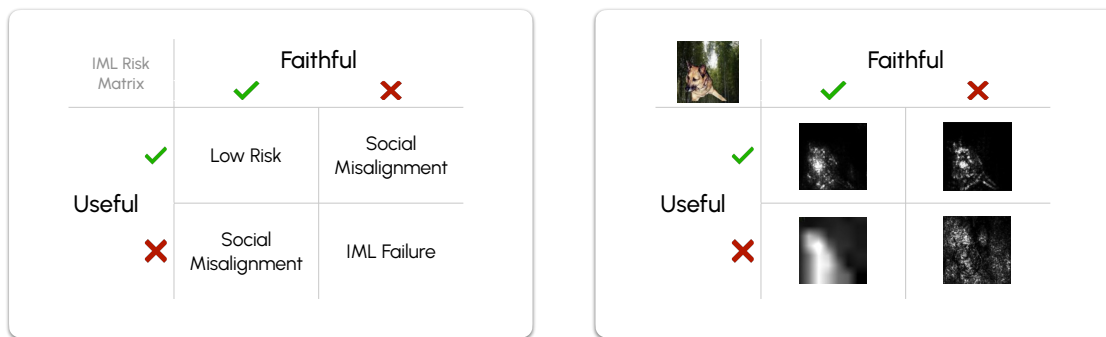 IML Risk
Matrix
Faithful
Useful
Low Risk
Social
Misalignment
Social
Misalignment
IML Failure
Faithful
Useful